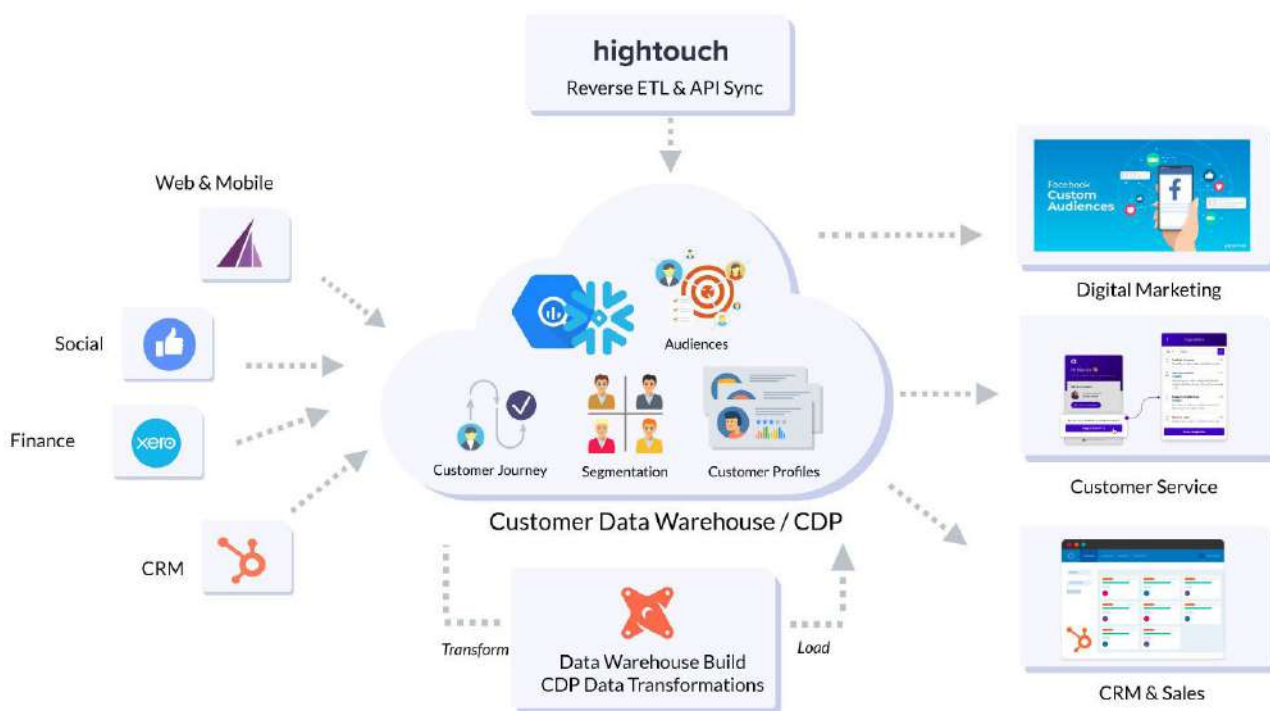 hightouch
Reverse ETL & API Sync
Web & Mobile
Social
Finance
xero
CRM
Audiences
Customer Journey
Segmentation
Customer Profiles
Customer Data Warehouse / CDP
Transform
Load
Data Warehouse Build
CDP Data Transformations
Facebook
Custom
Audiences
Digital Marketing
Customer Service
CRM & Sales